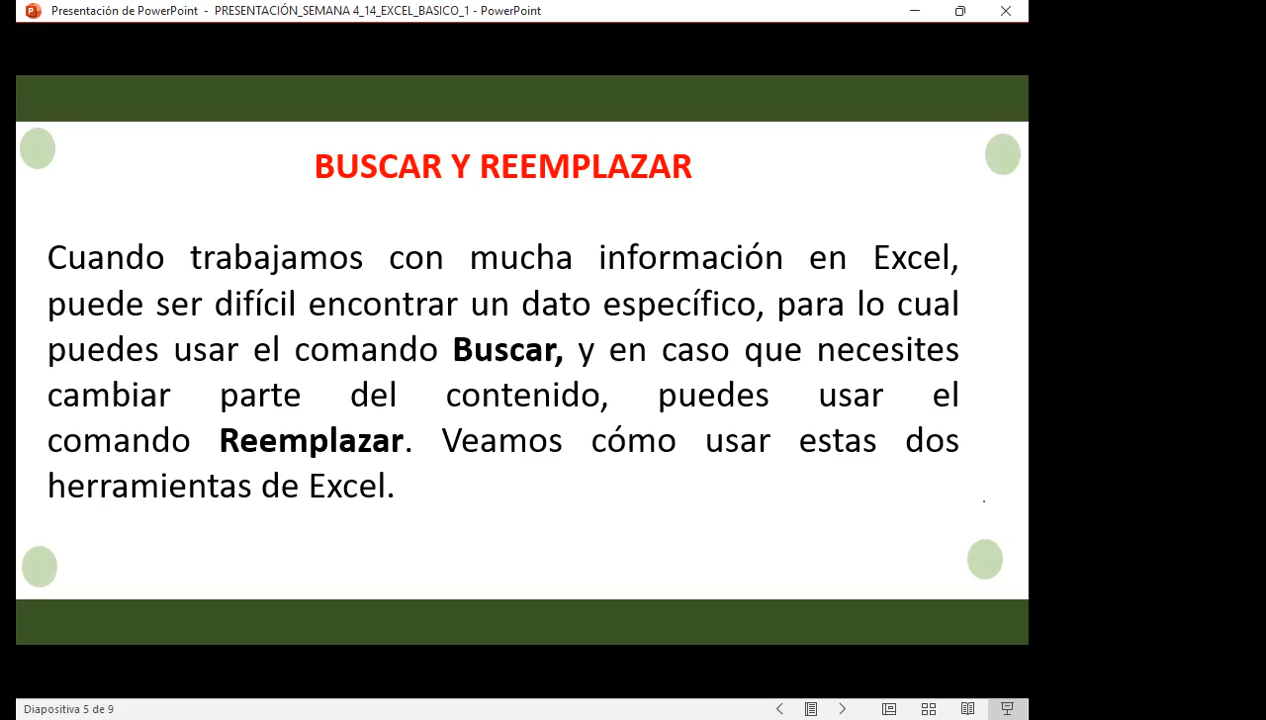 Presentación de PowerPoint - PRESENTACIÓN_SEMANA 4_14_EXCEL_BASICO_1 - PowerPoint
BUSCAR Y REEMPLAZAR
Cuando trabajamos con mucha información en Excel,
puede ser difícil encontrar un dato específico, para lo cual
puedes usar el comando Buscar, y en caso que necesites
cambiar parte del contenido, puedes usar el
comando Reemplazar. Veamos cómo usar estas dos
herramientas de Excel.
Diapositiva 5 de 9